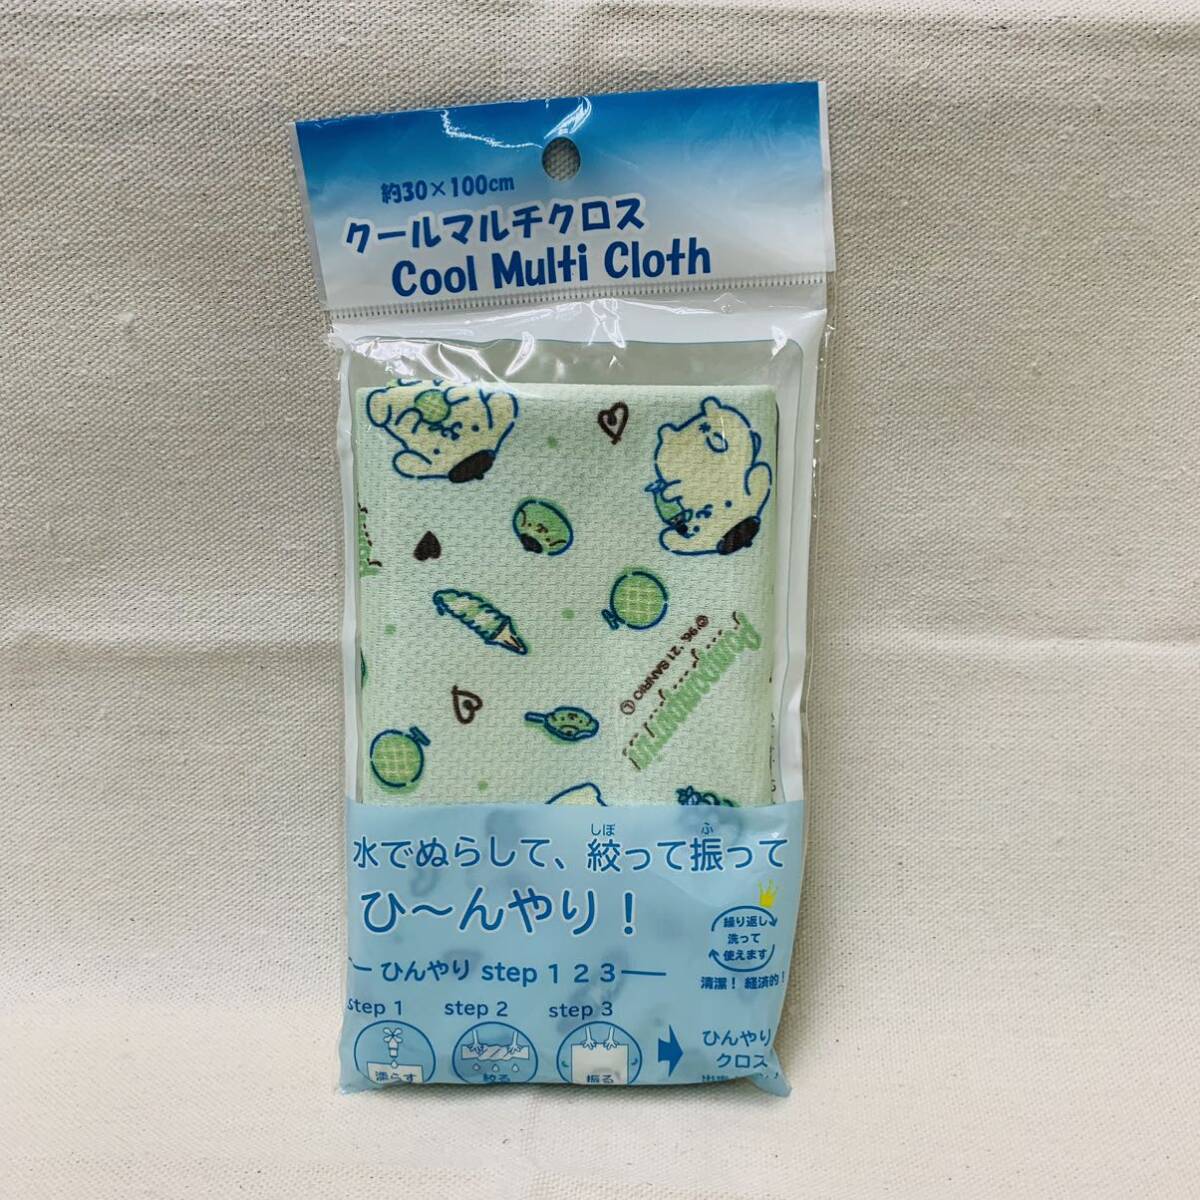 約30×100cm
クールマルチクロス
Cool Multi Cloth
Pompompurin
©'96, '21 SANRIO Ⓛ
水でぬらして、絞って振って
しぼ
ふ
ひ〜んやり！
繰り返し
洗って
使えます
清潔！ 経済的！
ひんやり step 1 2 3
step 1
step 2
step 3
濡らす
絞る
振る
ひんやり
クロス